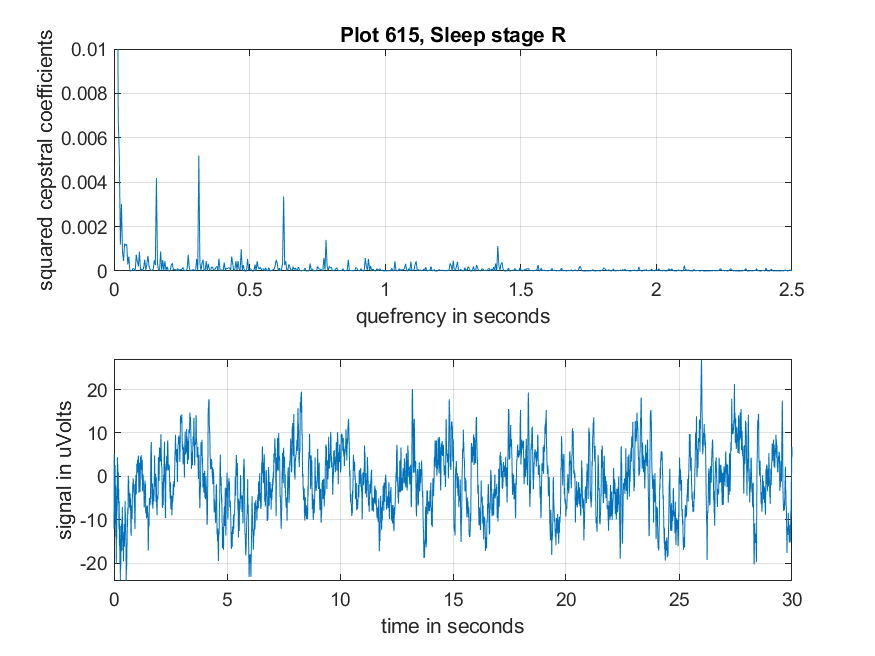 Plot 615, Sleep stage R
squared cepstral coefficients
0.01
0.008
0.006
0.004
0.002
0
0 0.5 1 1.5 2 2.5
quefrency in seconds
signal in uVolts
20
10
0
-10
-20
0 5 10 15 20 25 30
time in seconds